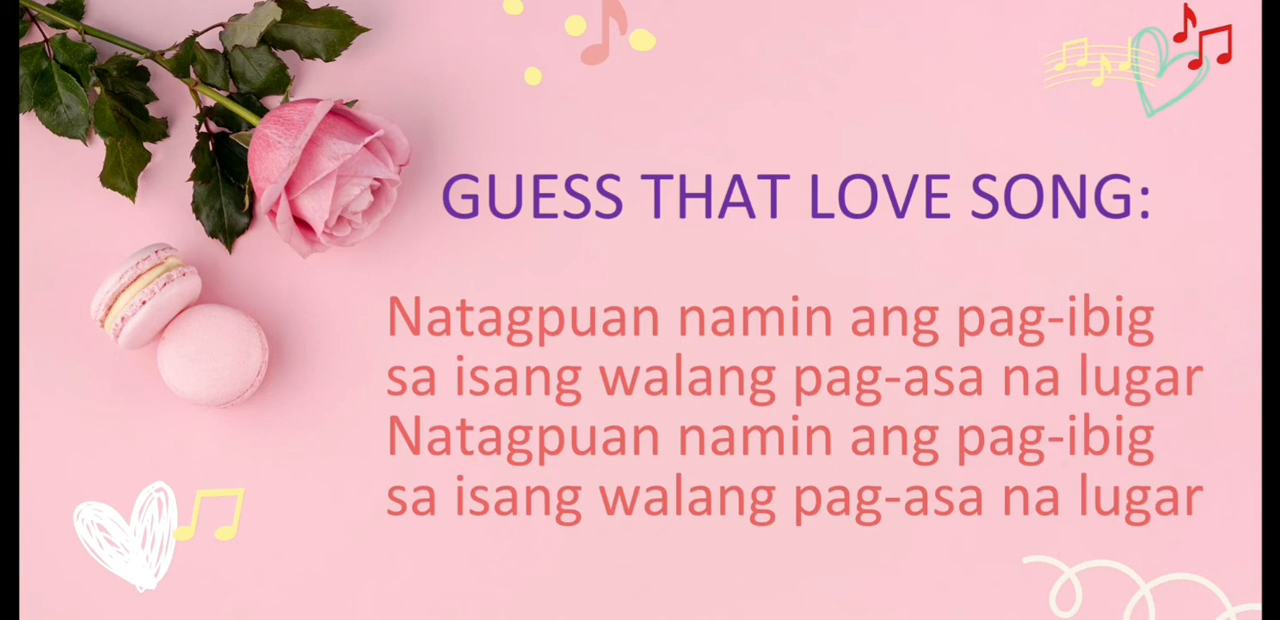 GUESS THAT LOVE SONG:
Natagpuan namin ang pag-ibig
sa isang walang pag-asa na lugar
Natagpuan namin ang pag-ibig
sa isang walang pag-asa na lugar